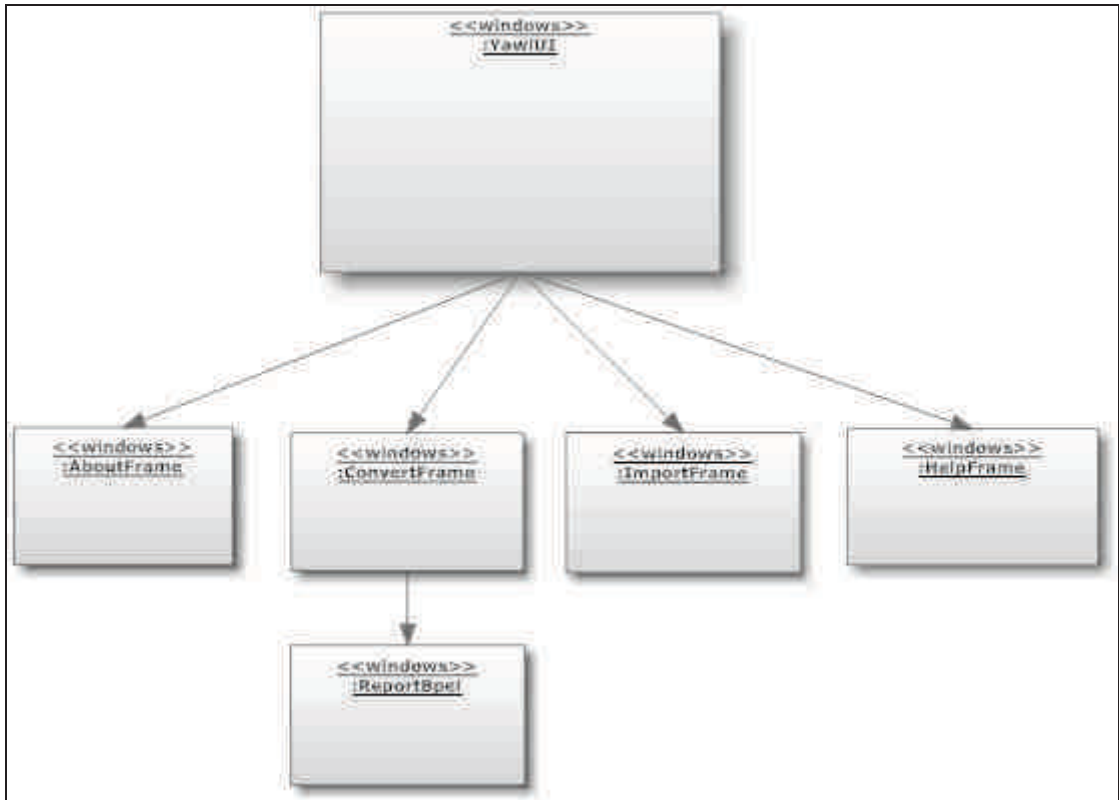 <<windows>>
:YawlUI
<<windows>>
:AboutFrame
<<windows>>
:ConvertFrame
<<windows>>
:ImportFrame
<<windows>>
:HelpFrame
<<windows>>
:ReportBpel